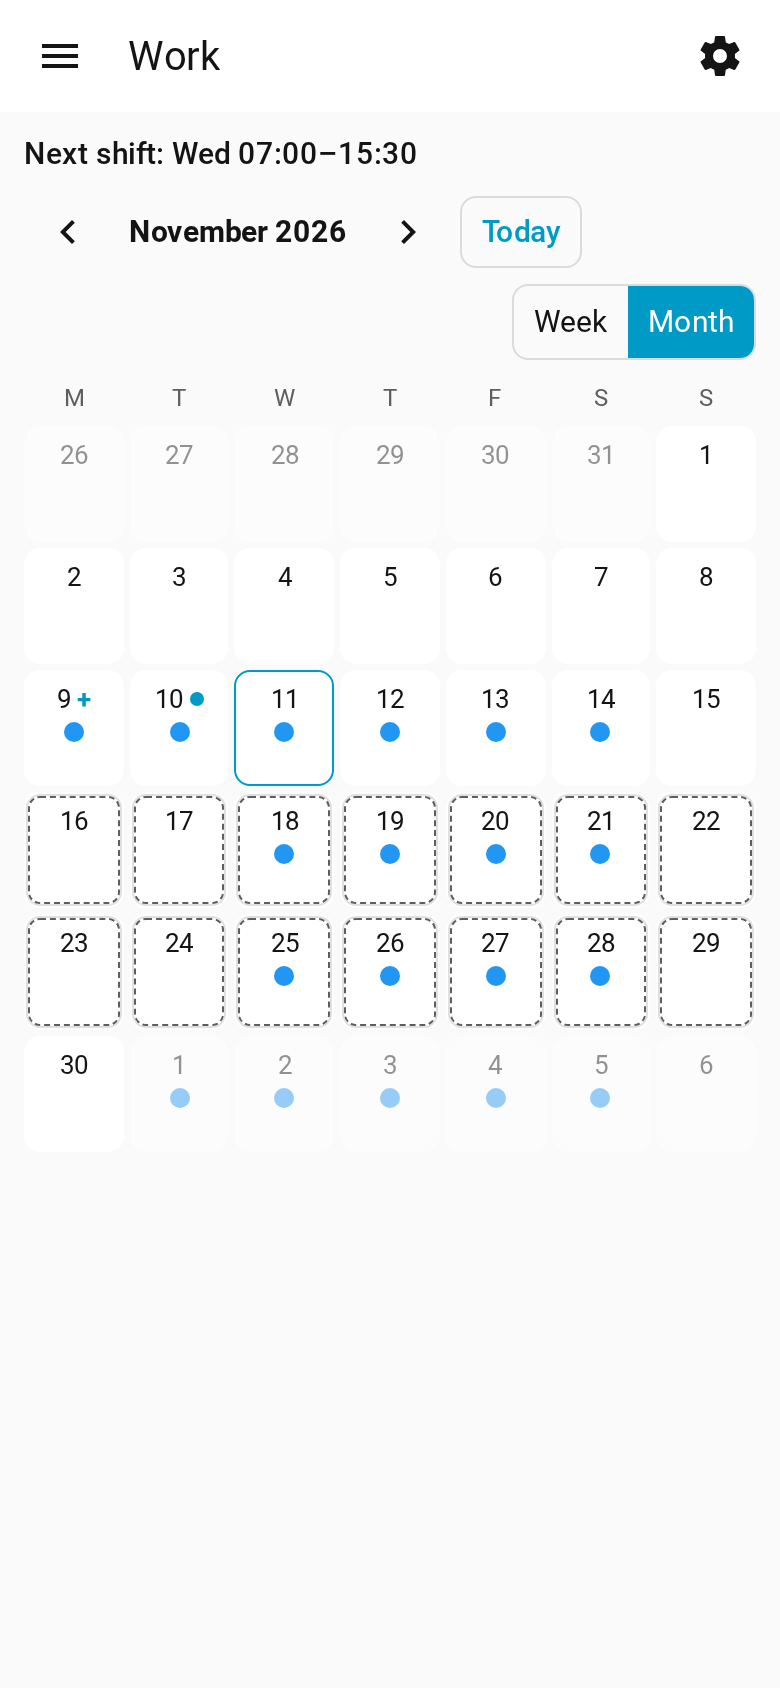 Work
Next shift: Wed 07:00–15:30
November 2026
Today
Week
Month
M T W T F S S
26 27 28 29 30 31 1
2 3 4 5 6 7 8
9 + 10 11 12 13 14 15
16 17 18 19 20 21 22
23 24 25 26 27 28 29
30 1 2 3 4 5 6